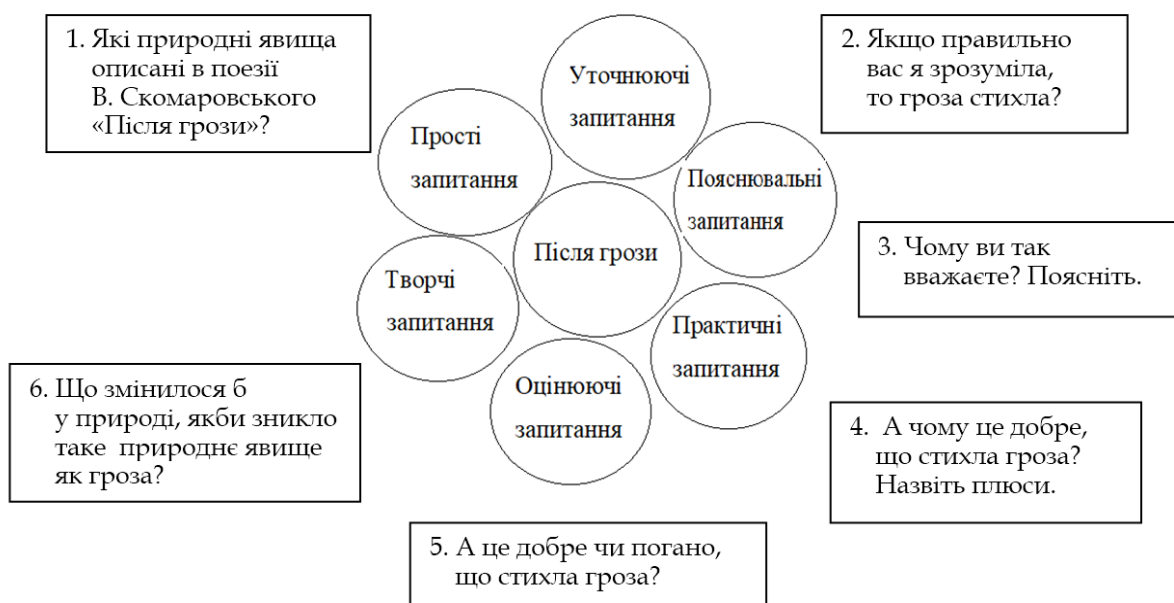 1. Які природні явища
описані в поезії
В. Скомаровського
«Після грози»?
Уточнюючі
запитання
2. Якщо правильно
вас я зрозуміла,
то гроза стихла?
Прості
запитання
Пояснювальні
запитання
3. Чому ви так
вважаєте? Поясніть.
Після грози
Творчі
запитання
Практичні
запитання
6. Що змінилося б
у природі, якби зникло
таке природнє явище
як гроза?
Оцінюючі
запитання
4. А чому це добре,
що стихла гроза?
Назвіть плюси.
5. А це добре чи погано,
що стихла гроза?